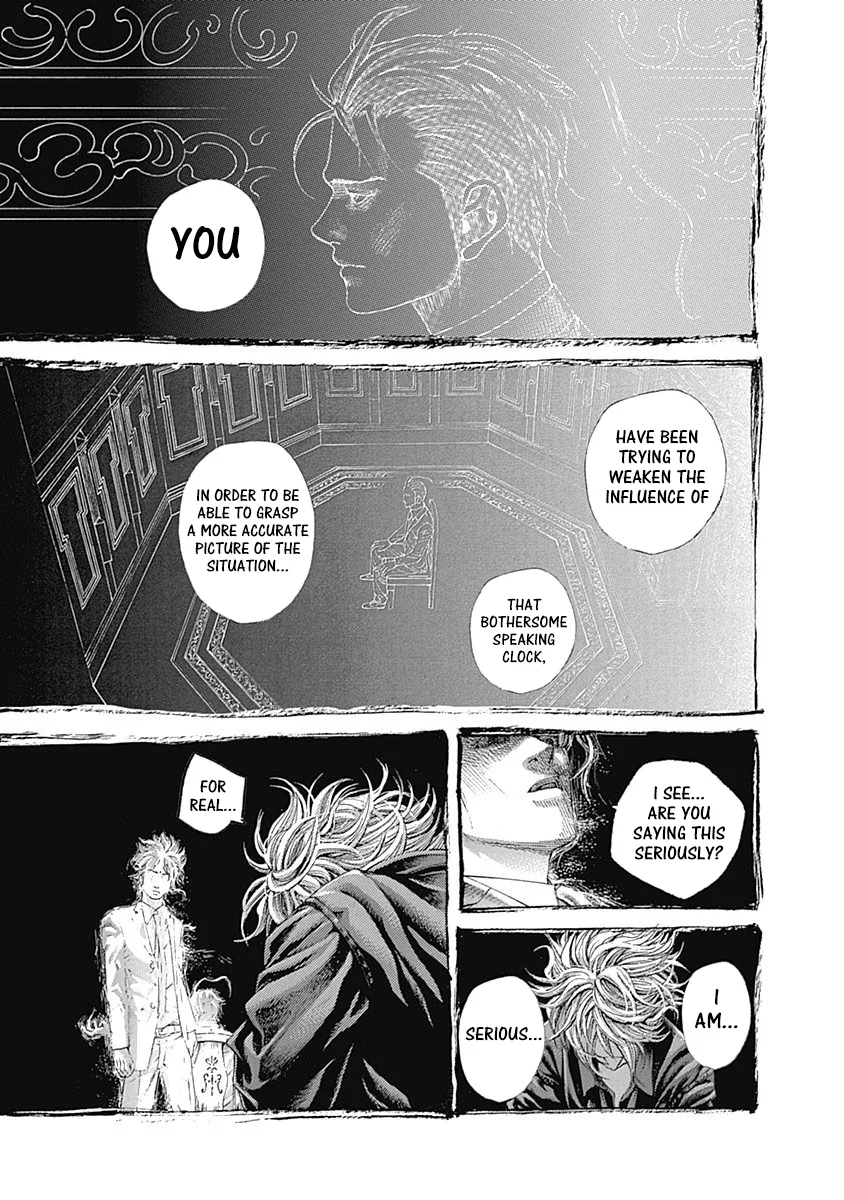 YOU
HAVE BEEN
TRYING TO
WEAKEN THE
INFLUENCE OF
THAT
BOTHERSOME
SPEAKING
CLOCK,
IN ORDER TO BE
ABLE TO GRASP
A MORE ACCURATE
PICTURE OF THE
SITUATION...
I SEE...
ARE YOU
SAYING THIS
SERIOUSLY?
I
AM...
SERIOUS...
FOR
REAL...